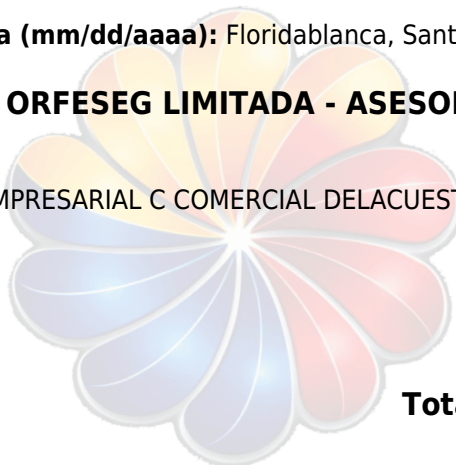 a (mm/dd/aaaa): Floridablanca, Sant
ORFESEG LIMITADA - ASESO
MPRESARIAL C COMERCIAL DELACUEST
Tot